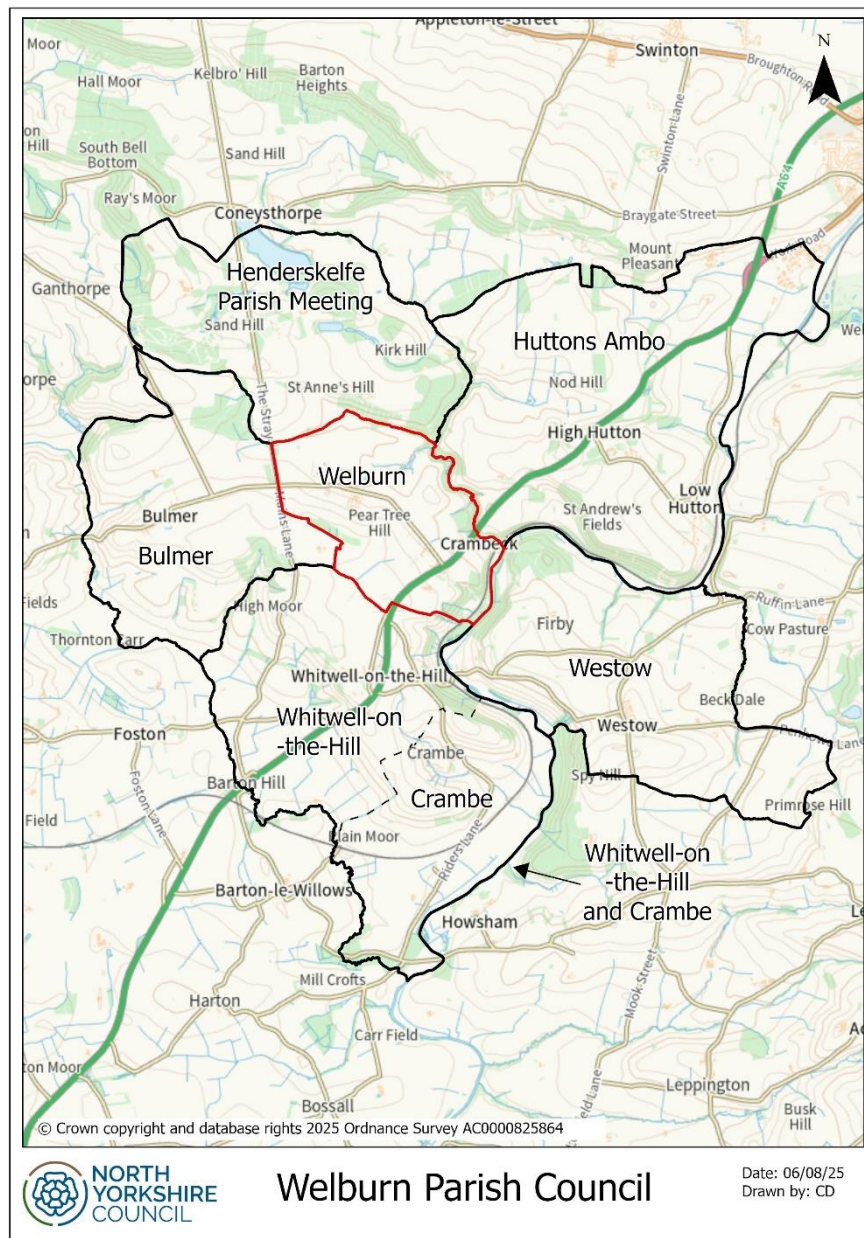 Appleton-le-Street
Moor
Kelbro' Hill
Barton
Heights
Swinton
Broughton Road
N
Hall Moor
Hill
South Bell
Bottom
Sand Hill
Swinton Lane
A64
Ray's Moor
Coneysthorpe
Braygate Street
Mount
Pleasant
York Road
Henderskelfe
Parish Meeting
Ganthorpe
Sand Hill
Huttons Ambo
Kirk Hill
St Anne's Hill
Nod Hill
The Stray
High Hutton
Welburn
Low
Hutton
Mains Lane
Pear Tree
Hill
St Andrew's
Fields
Bulmer
Crambeck
Bulmer
Ruffin Lane
High Moor
Firby
Cow Pasture
Thornton Carr
Westow
Whitwell-on-the-Hill
Beck Dale
Westow
Whitwell-on
-the-Hill
Foston
Crambe
Spy Hill
Barton Hill
Crambe
Primrose Hill
Foston Lane
Field
Plain Moor
Riders Lane
Whitwell-on
-the-Hill
and Crambe
Barton-le-Willows
Howsham
Mill Crofts
Mook Street
Harton
Carr Field
ton Moor
Leppington
Bossall
Busk
Hill
© Crown copyright and database rights 2025 Ordnance Survey AC0000825864
NORTH
YORKSHIRE
COUNCIL
Welburn Parish Council
Date: 06/08/25
Drawn by: CD